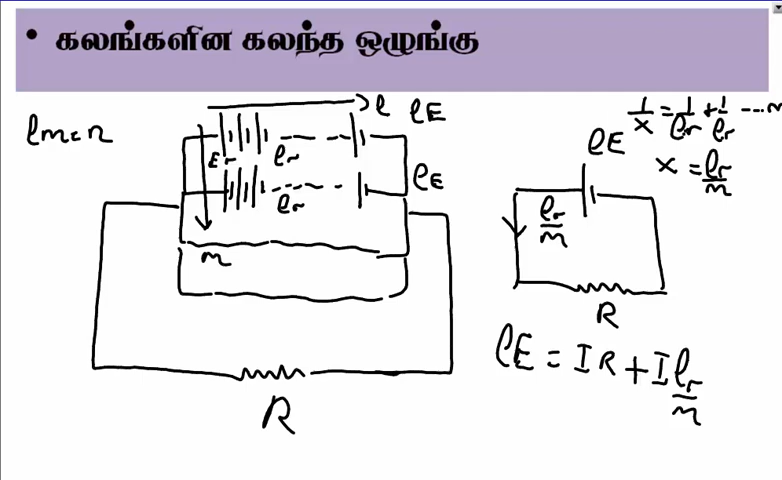 • கலங்களின கலந்த ஒழுங்கு
lm=n
l
lE
E r
lr
lE
lr
m
R
1/x = 1/lr + 1/lr ---- m
x = lr/m
lE
lr/m
R
lE = IR + I lr/m